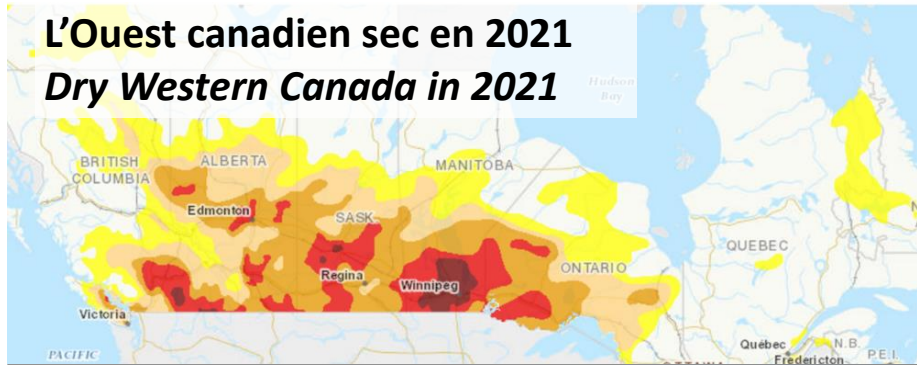 L’Ouest canadien sec en 2021
Dry Western Canada in 2021
Hudson
Bay
BRITISH
COLUMBIA
ALBERTA
MANITOBA
Edmonton
SASK
QUEBEC
ONTARIO
Regina
Winnipeg
Victoria
Québec
N.B.
PACIFIC
Fredericton
P.E.I.